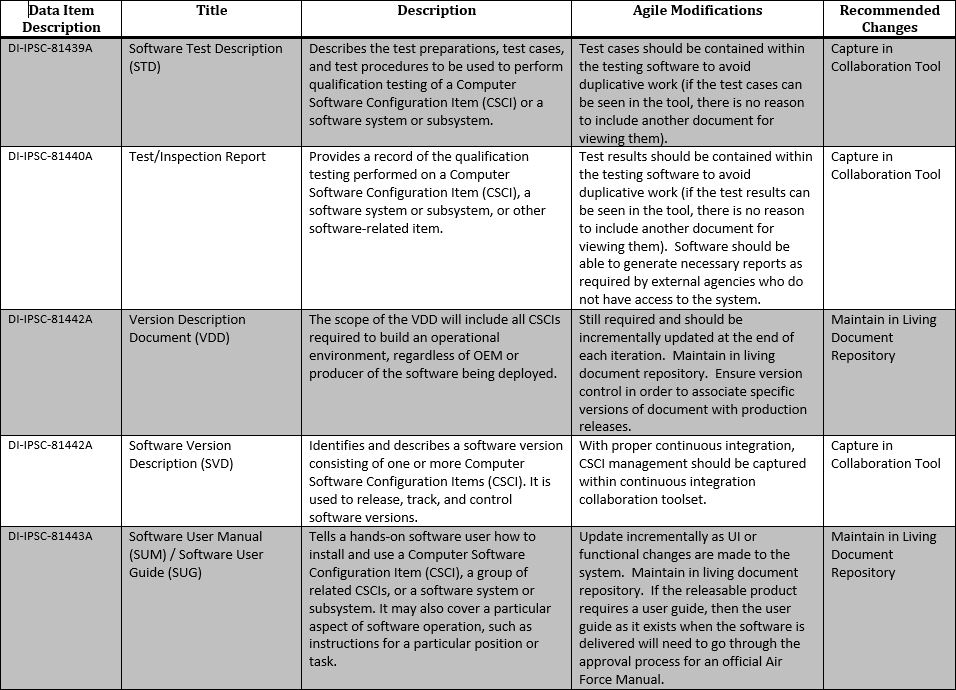 Data Item Description
Title
Description
Agile Modifications
Recommended Changes
DI-IPSC-81439A
Software Test Description
(STD)
Describes the test preparations, test cases,
and test procedures to be used to perform
qualification testing of a Computer
Software Configuration Item (CSCI) or a
software system or subsystem.
Test cases should be contained within
the testing software to avoid
duplicative work (if the test cases can
be seen in the tool, there is no reason
to include another document for
viewing them).
Capture in
Collaboration Tool
DI-IPSC-81440A
Test/Inspection Report
Provides a record of the qualification
testing performed on a Computer
Software Configuration Item (CSCI), a
software system or subsystem, or other
software-related item.
Test results should be contained within
the testing software to avoid
duplicative work (if the test results can
be seen in the tool, there is no reason
to include another document for
viewing them).  Software should be
able to generate necessary reports as
required by external agencies who do
not have access to the system.
Capture in
Collaboration Tool
DI-IPSC-81442A
Version Description
Document (VDD)
The scope of the VDD will include all CSCIs
required to build an operational
environment, regardless of OEM or
producer of the software being deployed.
Still required and should be
incrementally updated at the end of
each iteration.  Maintain in living
document repository.  Ensure version
control in order to associate specific
versions of document with production
releases.
Maintain in Living
Document
Repository
DI-IPSC-81442A
Software Version
Description (SVD)
Identifies and describes a software version
consisting of one or more Computer
Software Configuration Items (CSCI). It is
used to release, track, and control
software versions.
With proper continuous integration,
CSCI management should be captured
within continuous integration
collaboration toolset.
Capture in
Collaboration Tool
DI-IPSC-81443A
Software User Manual
(SUM) / Software User
Guide (SUG)
Tells a hands-on software user how to
install and use a Computer Software
Configuration Item (CSCI), a group of
related CSCIs, or a software system or
subsystem. It may also cover a particular
aspect of software operation, such as
instructions for a particular position or
task.
Update incrementally as UI or
functional changes are made to the
system.  Maintain in living document
repository.  If the releasable product
requires a user guide, then the user
guide as it exists when the software is
delivered will need to go through the
approval process for an official Air
Force Manual.
Maintain in Living
Document
Repository